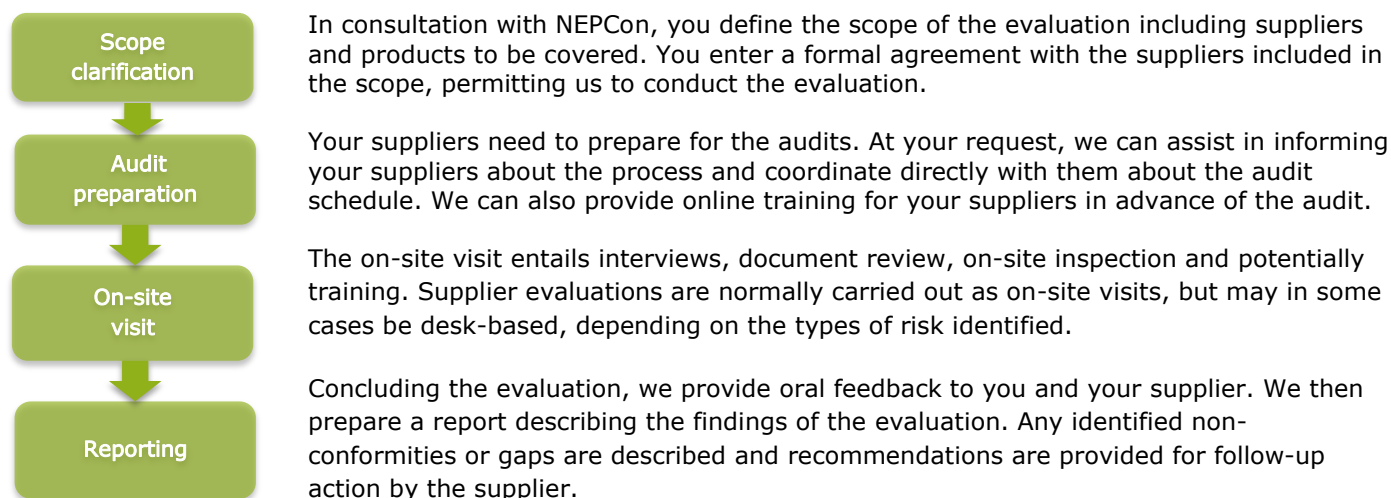 Scope
clarification
In consultation with NEPCon, you define the scope of the evaluation including suppliers
and products to be covered. You enter a formal agreement with the suppliers included in
the scope, permitting us to conduct the evaluation.
Audit
preparation
Your suppliers need to prepare for the audits. At your request, we can assist in informing
your suppliers about the process and coordinate directly with them about the audit
schedule. We can also provide online training for your suppliers in advance of the audit.
On-site
visit
The on-site visit entails interviews, document review, on-site inspection and potentially
training. Supplier evaluations are normally carried out as on-site visits, but may in some
cases be desk-based, depending on the types of risk identified.
Reporting
Concluding the evaluation, we provide oral feedback to you and your supplier. We then
prepare a report describing the findings of the evaluation. Any identified non-
conformities or gaps are described and recommendations are provided for follow-up
action by the supplier.